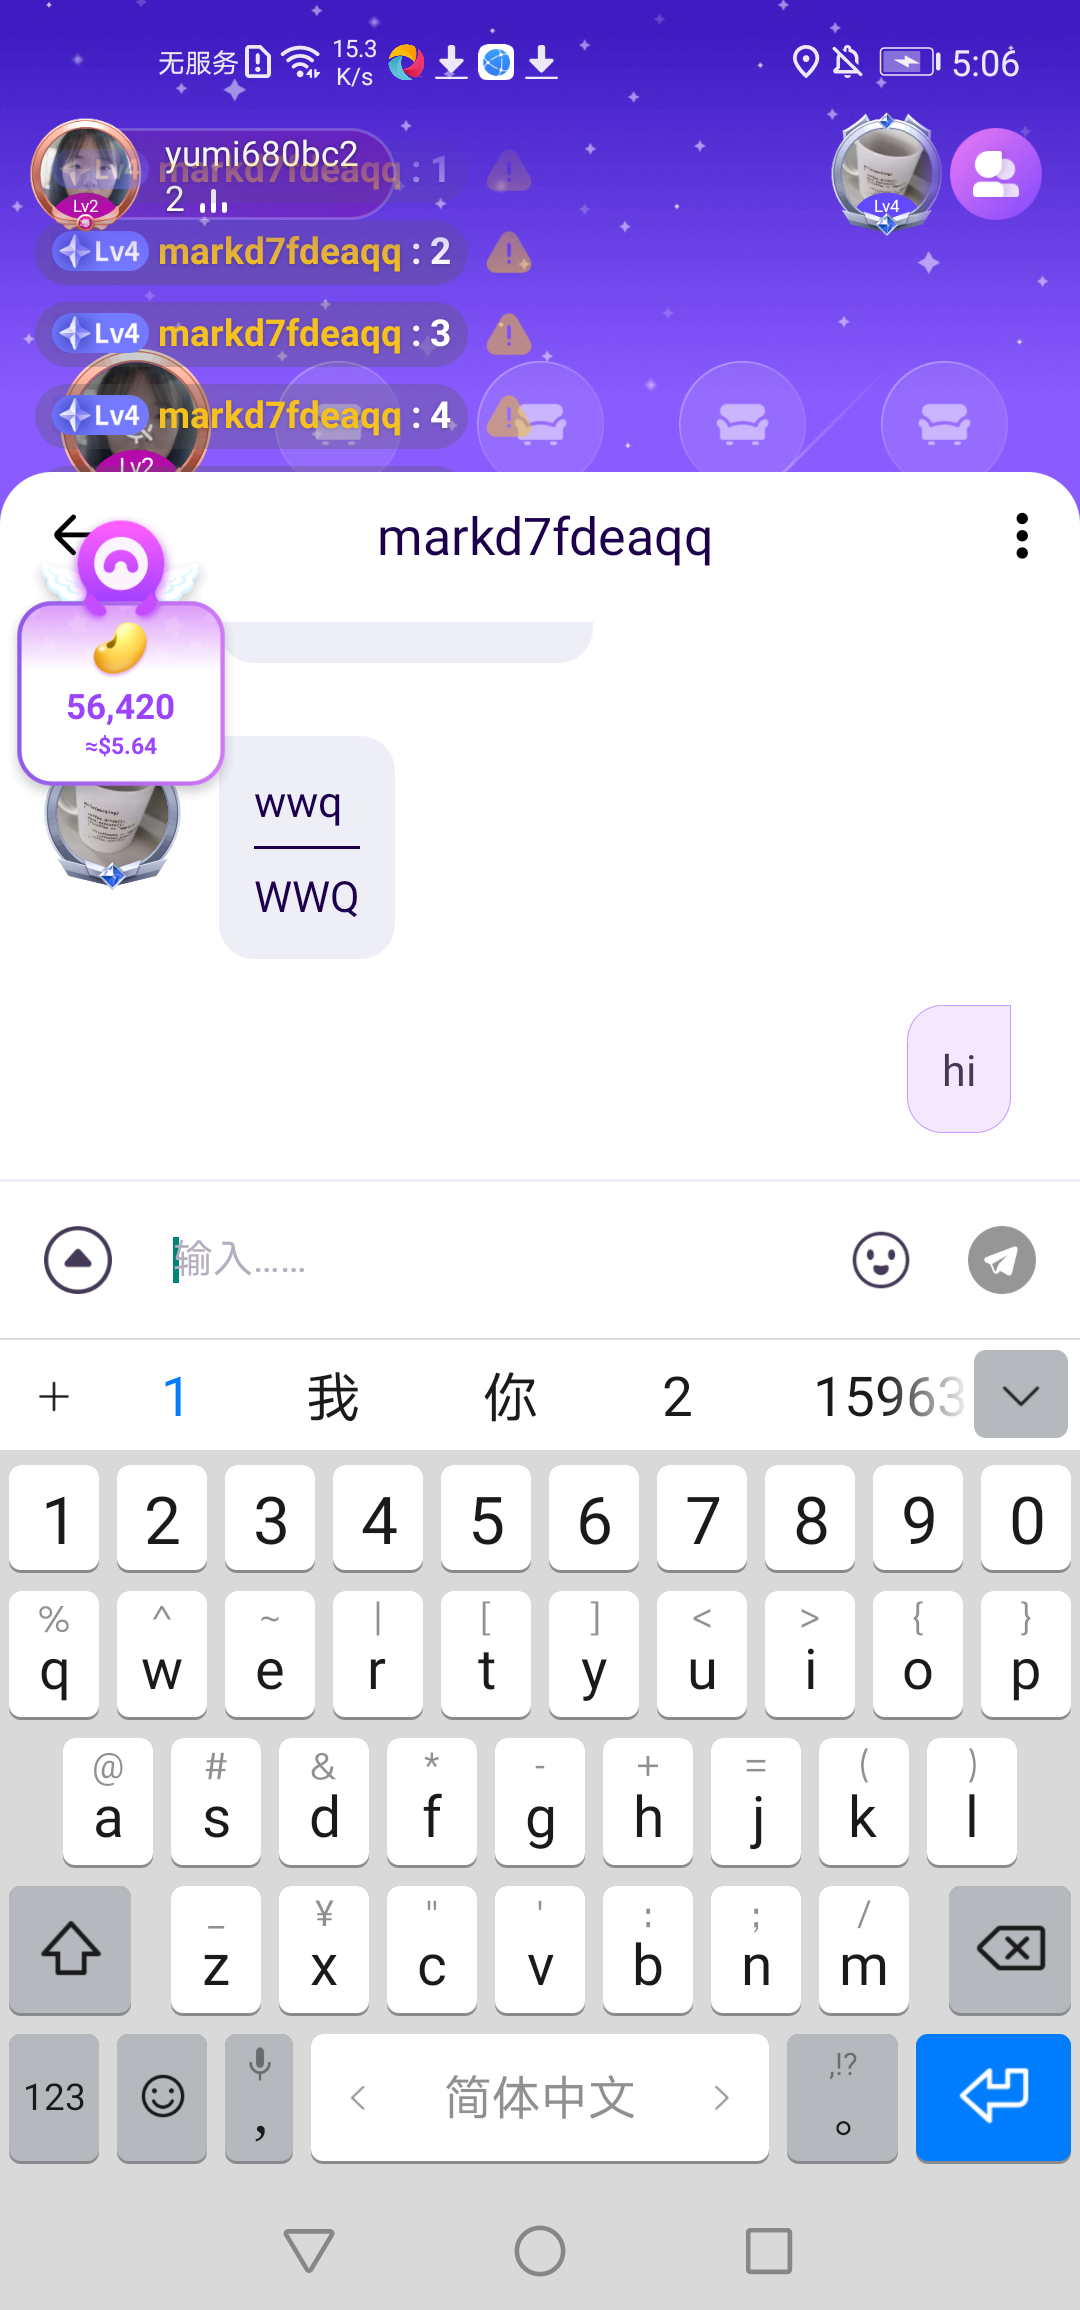 无服务 15.3 K/s 5:06
yumi680bc2
2
Lv2
Lv4
Lv4 markd7fdeaqq : 1
Lv4 markd7fdeaqq : 2
Lv4 markd7fdeaqq : 3
Lv4 markd7fdeaqq : 4
Lv2
markd7fdeaqq
56,420
≈$5.64
wwq
WWQ
hi
输入......
+ 1 我 你 2 15963
1 2 3 4 5 6 7 8 9 0
% ^ ~ | [ ] < > { }
q w e r t y u i o p
@ # & * - + = ( )
a s d f g h j k l
_ ¥ " ' : ; /
z x c v b n m
,!?
123 , < 简体中文 > 。